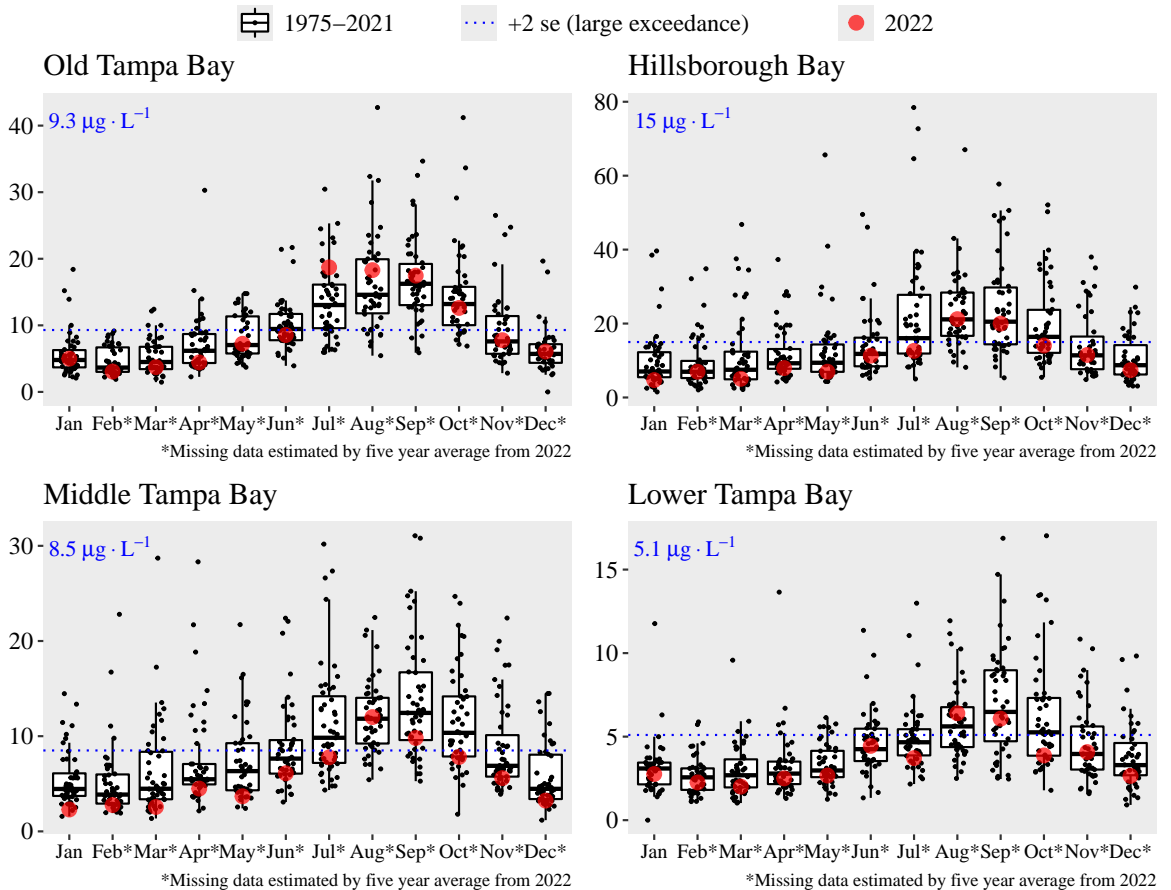 1975–2021 +2 se (large exceedance) 2022
Old Tampa Bay
9.3 μg · L⁻¹
40
30
20
10
0
Jan Feb* Mar* Apr* May* Jun* Jul* Aug* Sep* Oct* Nov* Dec*
*Missing data estimated by five year average from 2022
Hillsborough Bay
15 μg · L⁻¹
80
60
40
20
0
Jan Feb* Mar* Apr* May* Jun* Jul* Aug* Sep* Oct* Nov* Dec*
*Missing data estimated by five year average from 2022
Middle Tampa Bay
8.5 μg · L⁻¹
30
20
10
0
Jan Feb* Mar* Apr* May* Jun* Jul* Aug* Sep* Oct* Nov* Dec*
*Missing data estimated by five year average from 2022
Lower Tampa Bay
5.1 μg · L⁻¹
15
10
5
0
Jan Feb* Mar* Apr* May* Jun* Jul* Aug* Sep* Oct* Nov* Dec*
*Missing data estimated by five year average from 2022